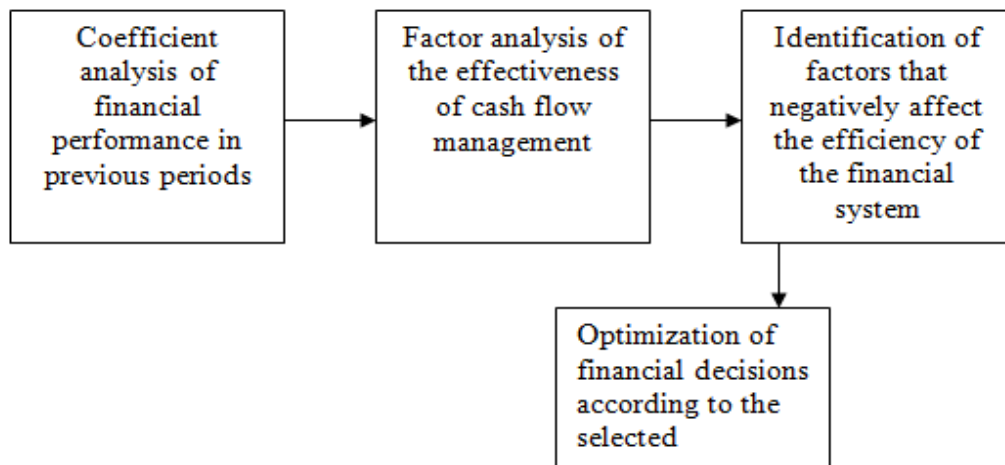 Coefficient
analysis of
financial
performance in
previous periods
Factor analysis of
the effectiveness
of cash flow
management
Identification of
factors that
negatively affect
the efficiency of
the financial
system
Optimization of
financial decisions
according to the
selected